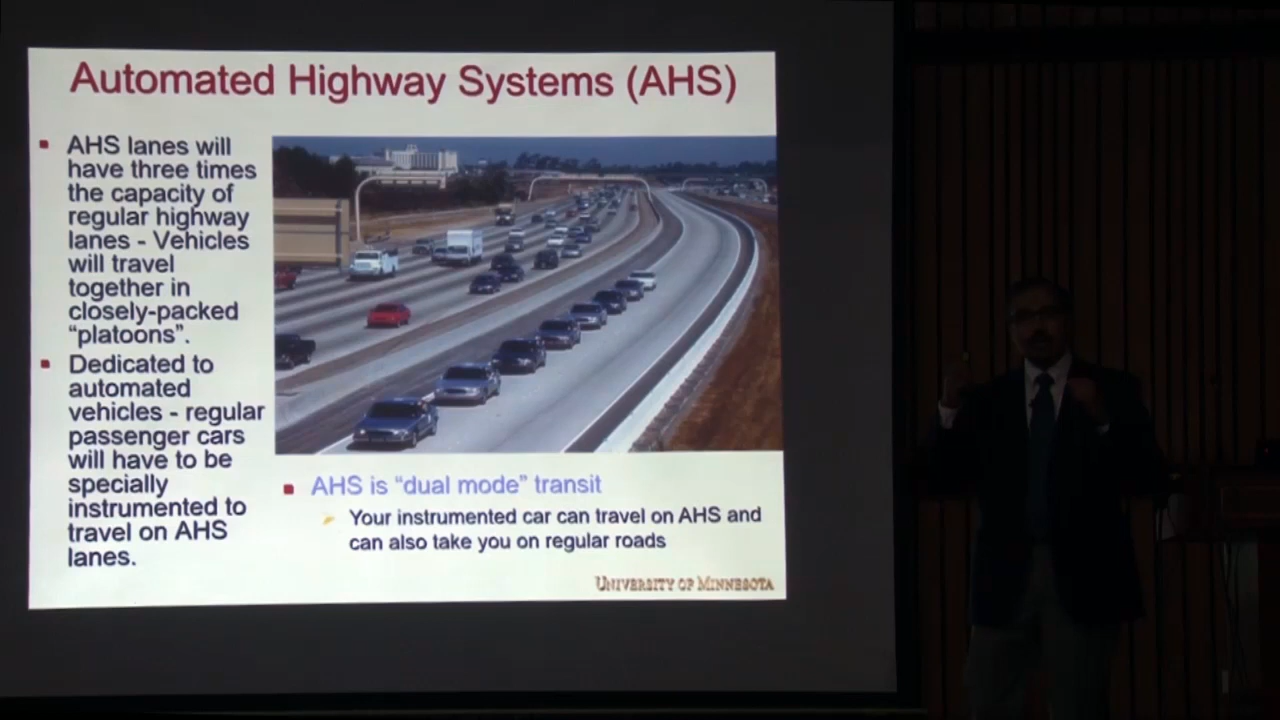 Automated Highway Systems (AHS)
AHS lanes will
have three times
the capacity of
regular highway
lanes - Vehicles
will travel
together in
closely-packed
“platoons”.
Dedicated to
automated
vehicles - regular
passenger cars
will have to be
specially
instrumented to
travel on AHS
lanes.
AHS is “dual mode” transit
Your instrumented car can travel on AHS and
can also take you on regular roads
UNIVERSITY OF MINNESOTA